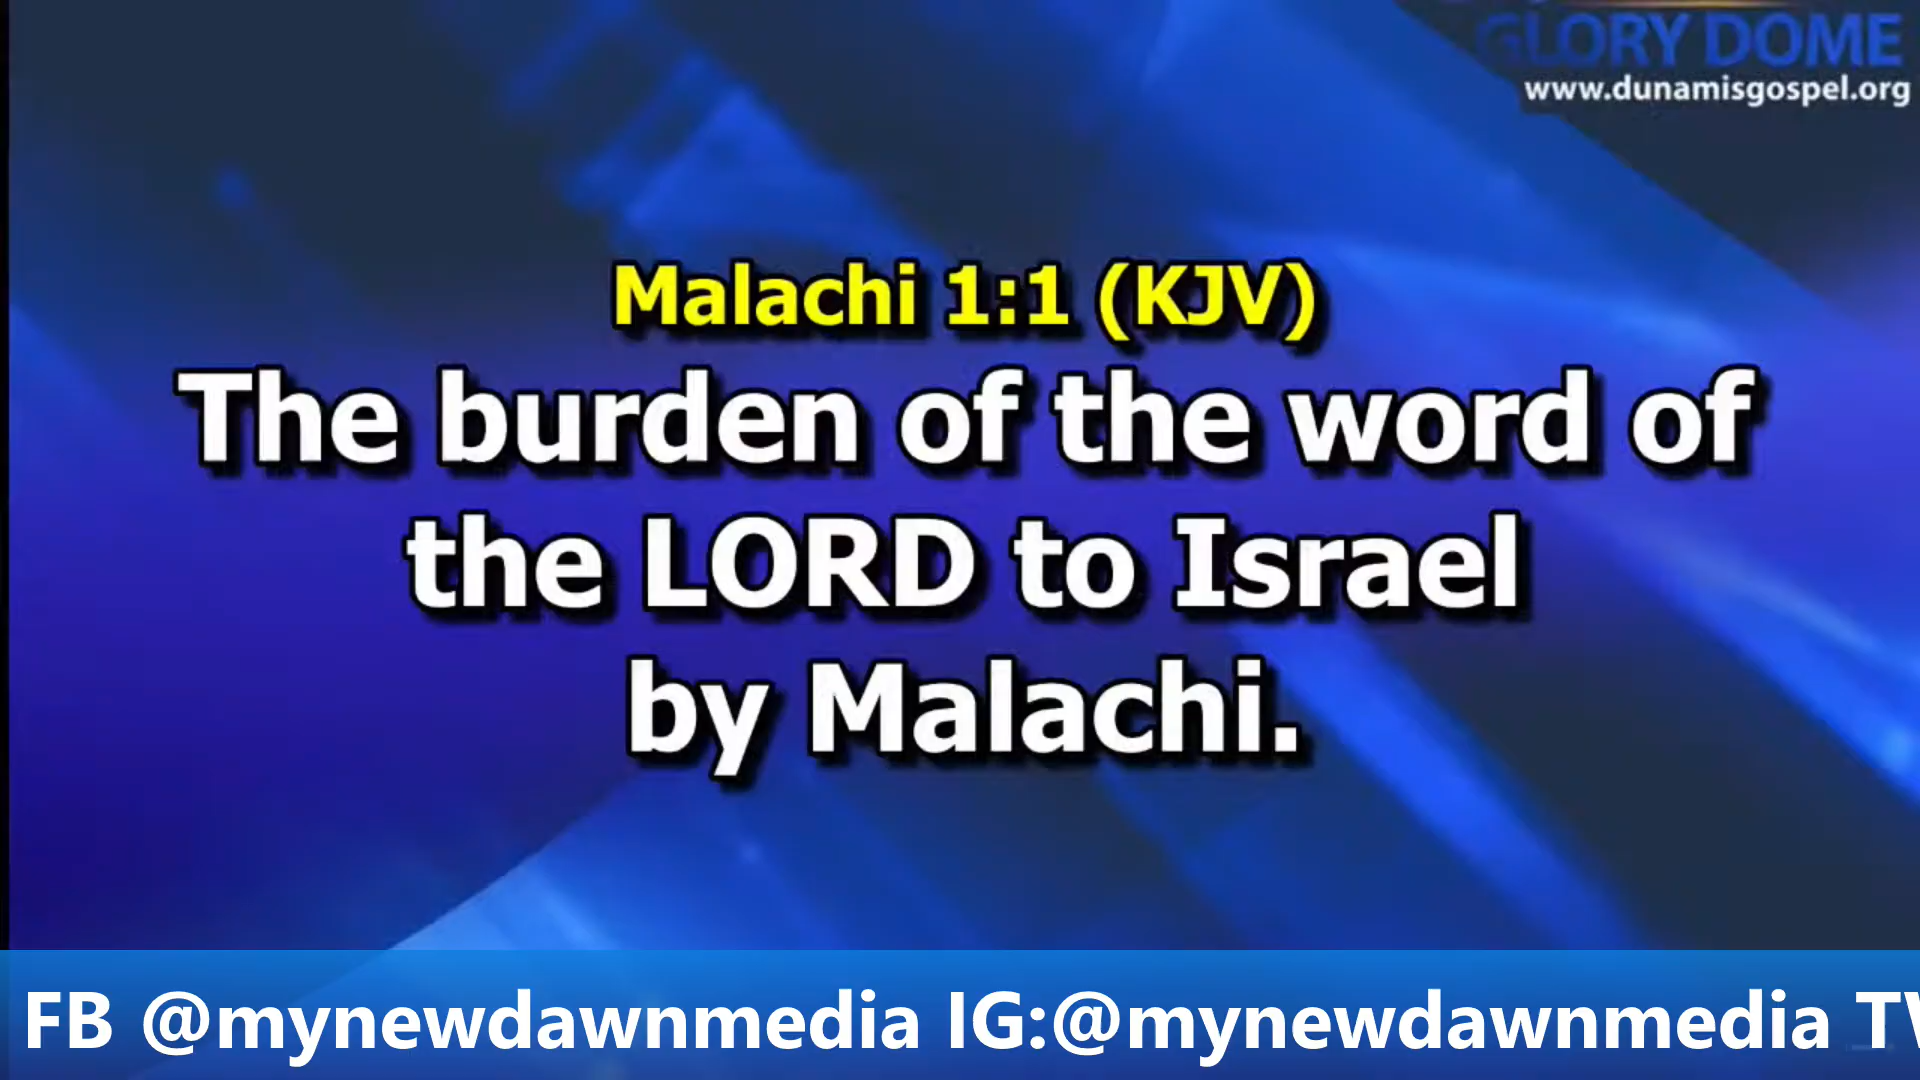 GLORY DOME
www.dunamisgospel.org
Malachi 1:1 (KJV)
The burden of the word of
the LORD to Israel
by Malachi.
FB @mynewdawnmedia IG:@mynewdawnmedia